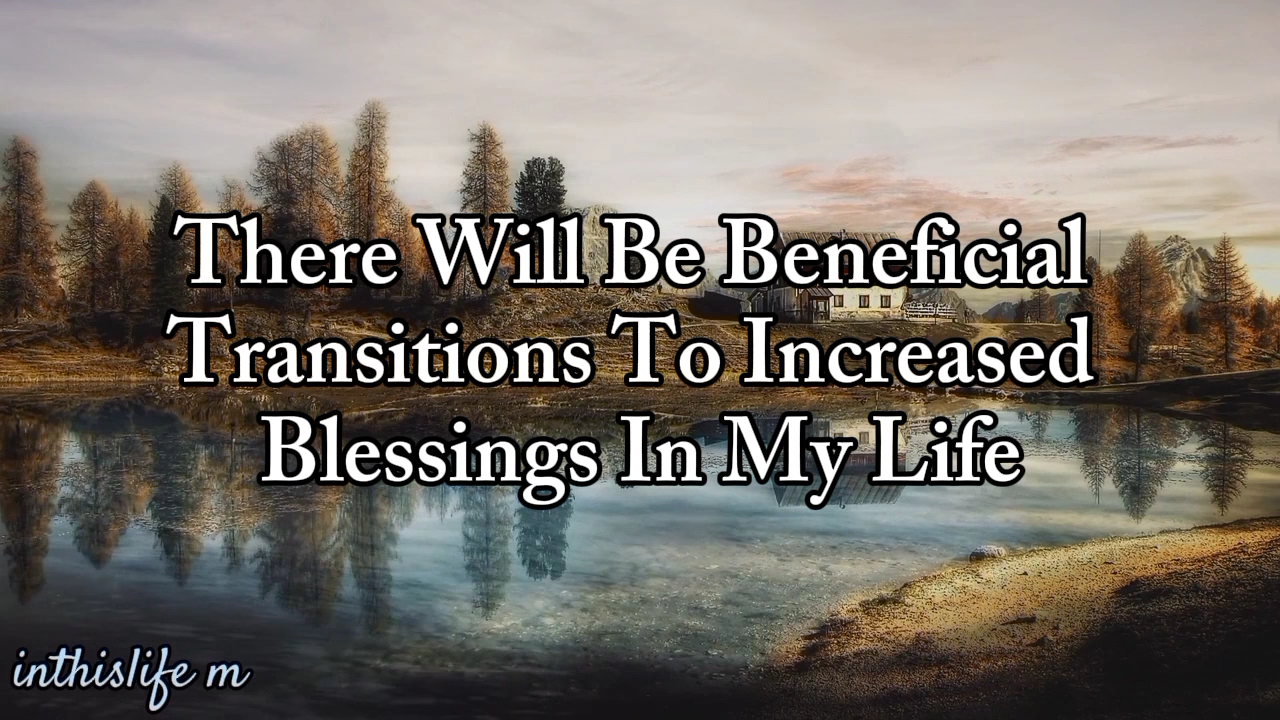 There Will Be Beneficial
Transitions To Increased
Blessings In My Life
inthislife m